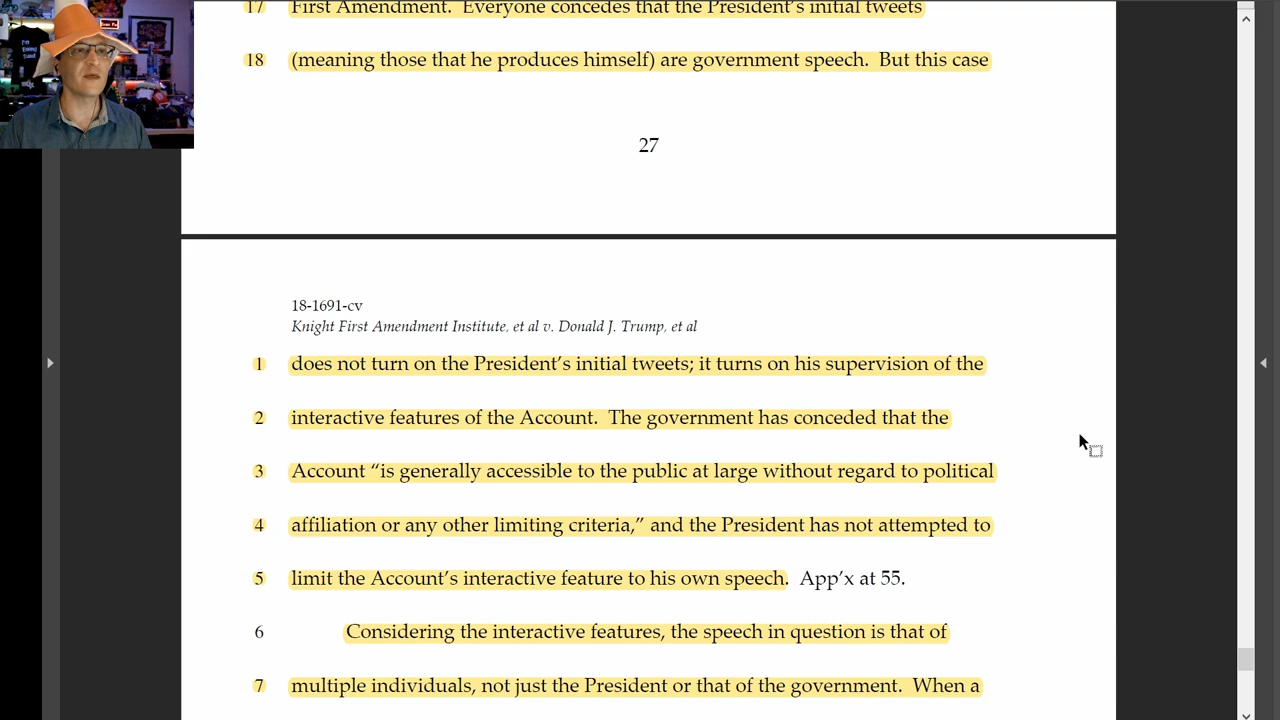 17 First Amendment. Everyone concedes that the President's initial tweets
18 (meaning those that he produces himself) are government speech. But this case
27
18-1691-cv
Knight First Amendment Institute, et al v. Donald J. Trump, et al
1 does not turn on the President's initial tweets; it turns on his supervision of the
2 interactive features of the Account. The government has conceded that the
3 Account “is generally accessible to the public at large without regard to political
4 affiliation or any other limiting criteria,” and the President has not attempted to
5 limit the Account's interactive feature to his own speech. App'x at 55.
6 Considering the interactive features, the speech in question is that of
7 multiple individuals, not just the President or that of the government. When a